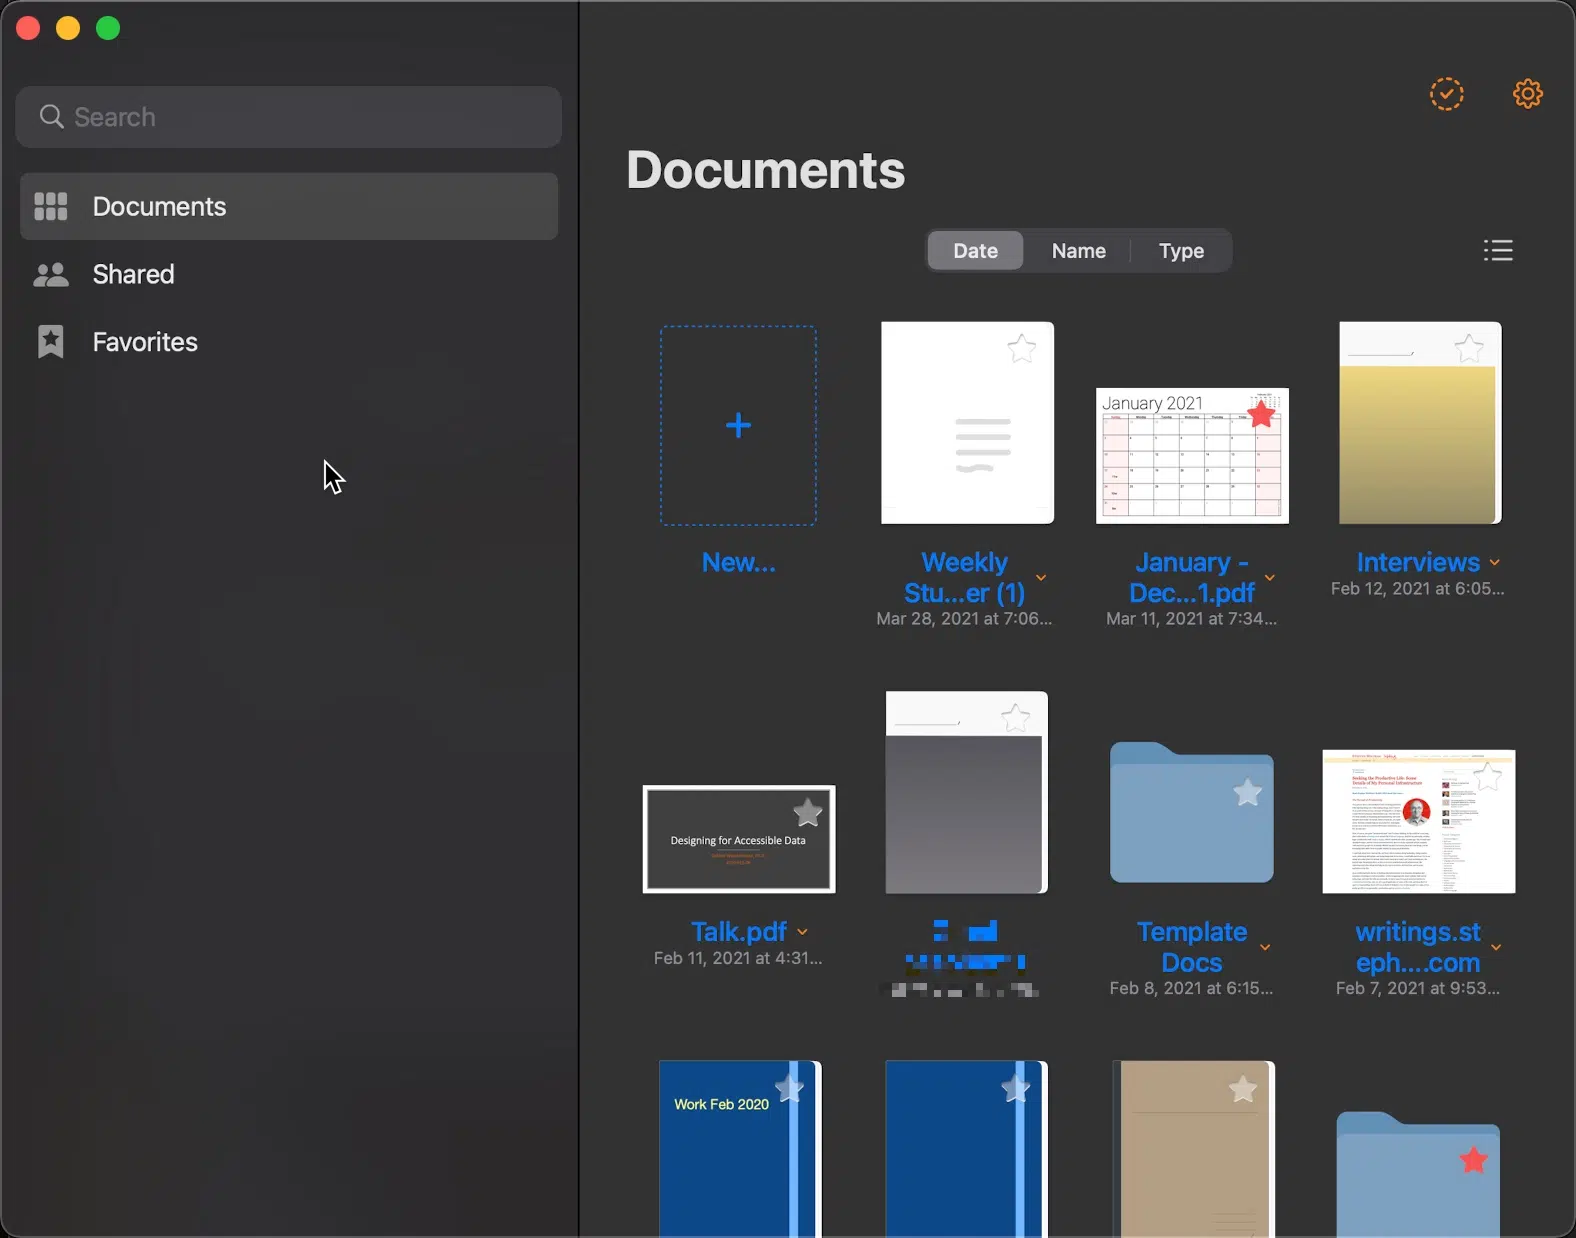 Search
Documents
Shared
Favorites
Documents
Date Name Type
January 2021
New...
Weekly
Stu...er (1)
Mar 28, 2021 at 7:06...
January -
Dec...1.pdf
Mar 11, 2021 at 7:34...
Interviews
Feb 12, 2021 at 6:05...
Designing for Accessible Data
Talk.pdf
Feb 11, 2021 at 4:31...
Template
Docs
Feb 8, 2021 at 6:15...
writings.st
eph....com
Feb 7, 2021 at 9:53...
Work Feb 2020